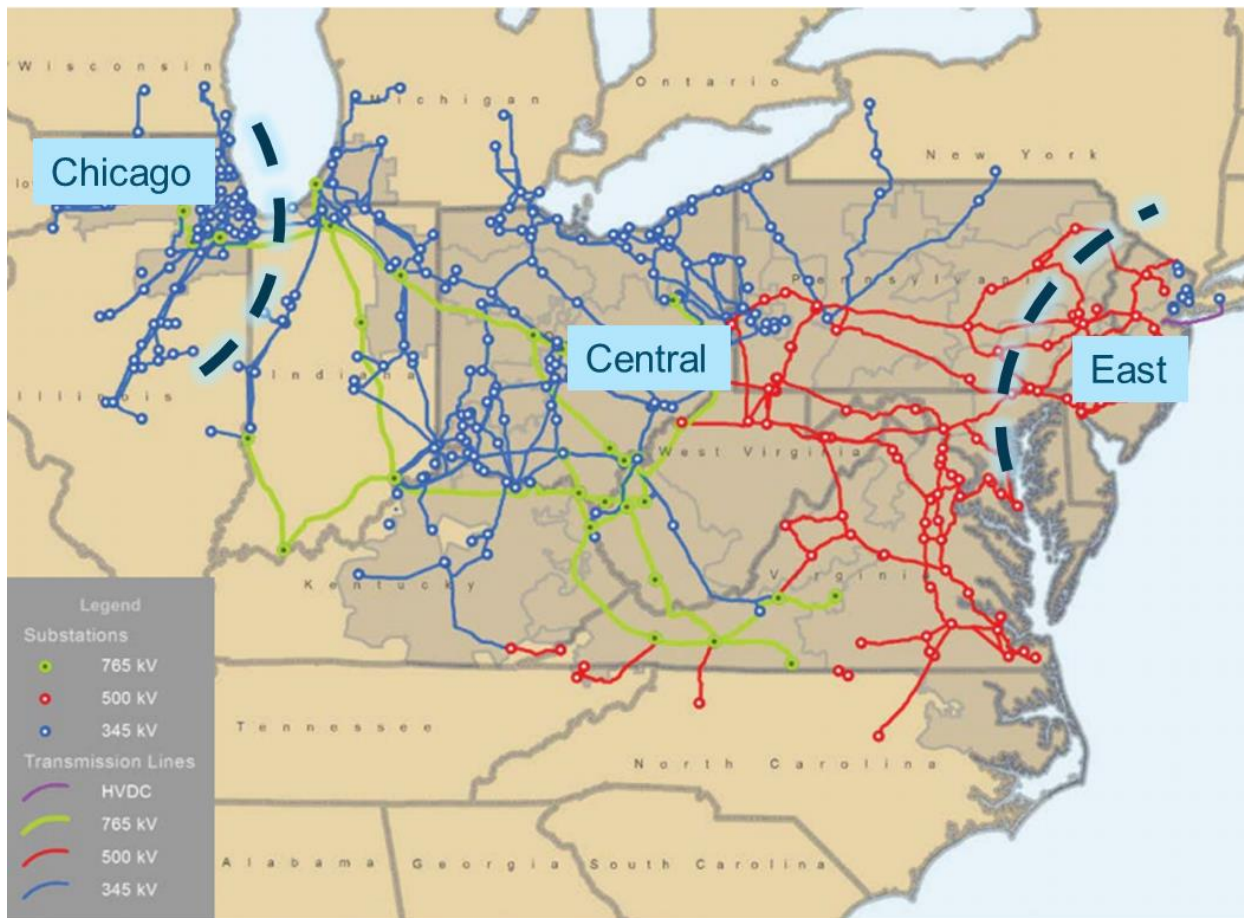 Wisconsin
Michigan
Ontario
New York
Chicago
Pennsylvani
Central
East
Indiana
Illinois
West Virginia
Kentucky
Virginia
Legend
Substations
765 kV
500 kV
345 kV
Tennessee
North Carolina
Transmission Lines
HVDC
765 kV
500 kV
345 kV
Alabama
Georgia
South Carolina